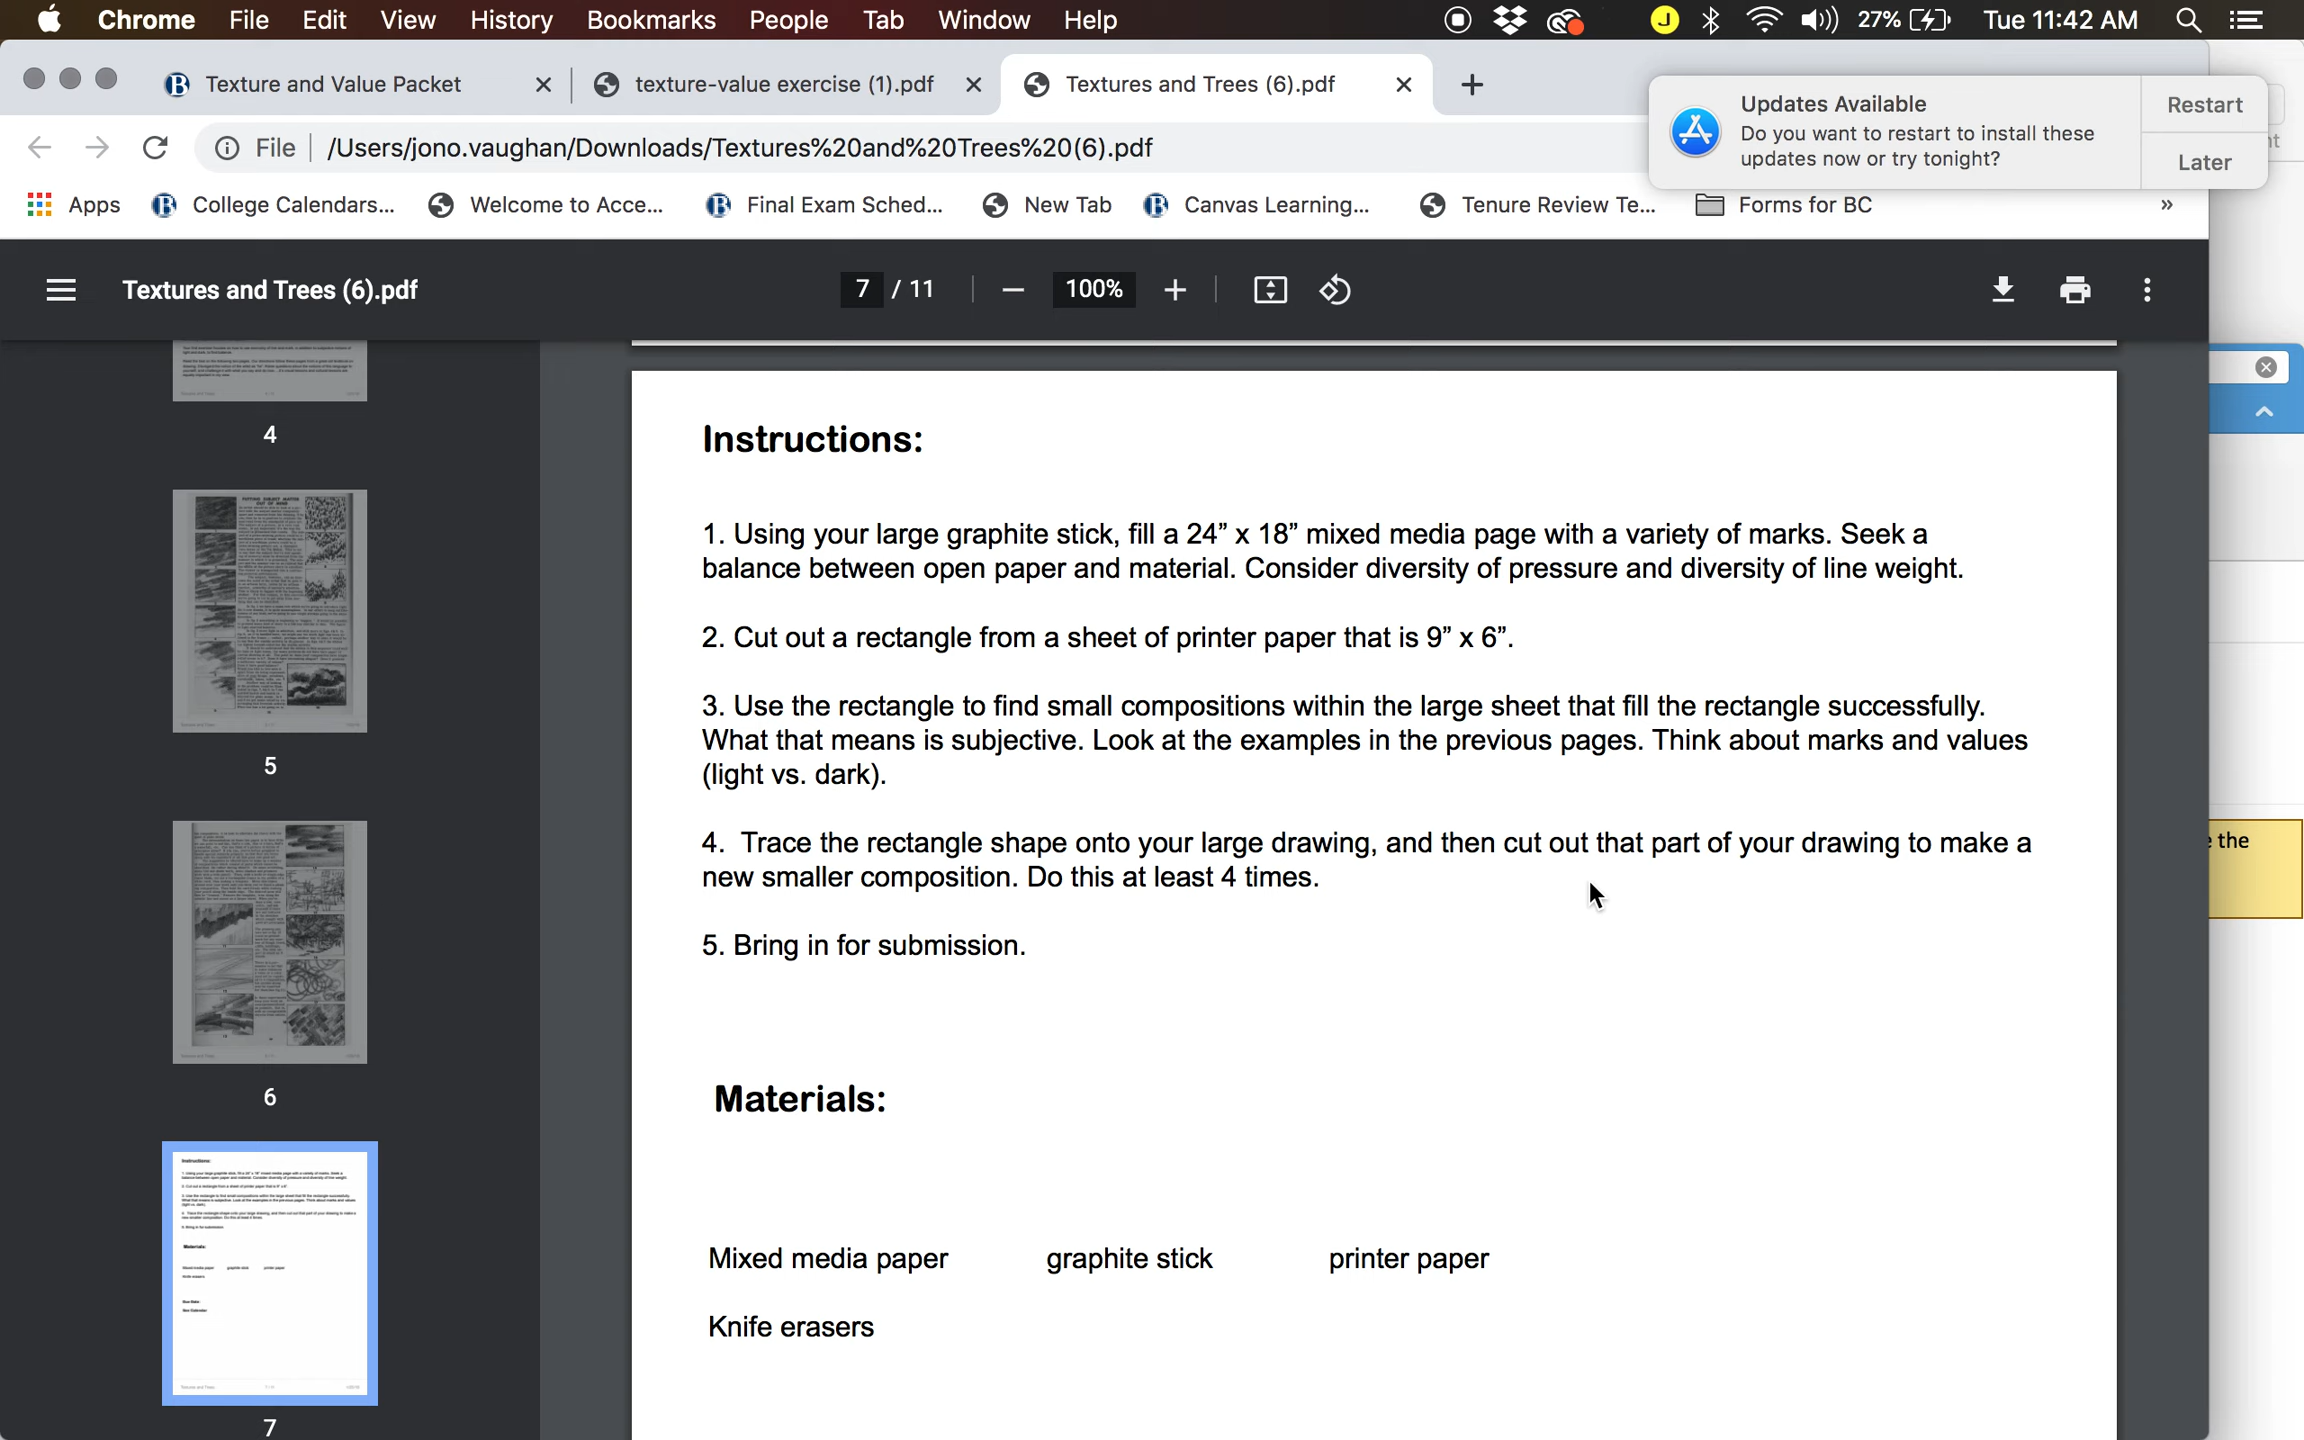 Chrome File Edit View History Bookmarks People Tab Window Help J 27% Tue 11:42 AM
Texture and Value Packet texture-value exercise (1).pdf Textures and Trees (6).pdf
Updates Available
Do you want to restart to install these
updates now or try tonight?
Restart
Later
File /Users/jono.vaughan/Downloads/Textures%20and%20Trees%20(6).pdf
Apps College Calendars... Welcome to Acce... Final Exam Sched... New Tab Canvas Learning... Tenure Review Te... Forms for BC »
Textures and Trees (6).pdf 7 / 11 100%
4
5
6
7
Instructions:
1. Using your large graphite stick, fill a 24” x 18” mixed media page with a variety of marks. Seek a
balance between open paper and material. Consider diversity of pressure and diversity of line weight.
2. Cut out a rectangle from a sheet of printer paper that is 9” x 6”.
3. Use the rectangle to find small compositions within the large sheet that fill the rectangle successfully.
What that means is subjective. Look at the examples in the previous pages. Think about marks and values
(light vs. dark).
4. Trace the rectangle shape onto your large drawing, and then cut out that part of your drawing to make a
new smaller composition. Do this at least 4 times.
5. Bring in for submission.
Materials:
Mixed media paper graphite stick printer paper
Knife erasers
the